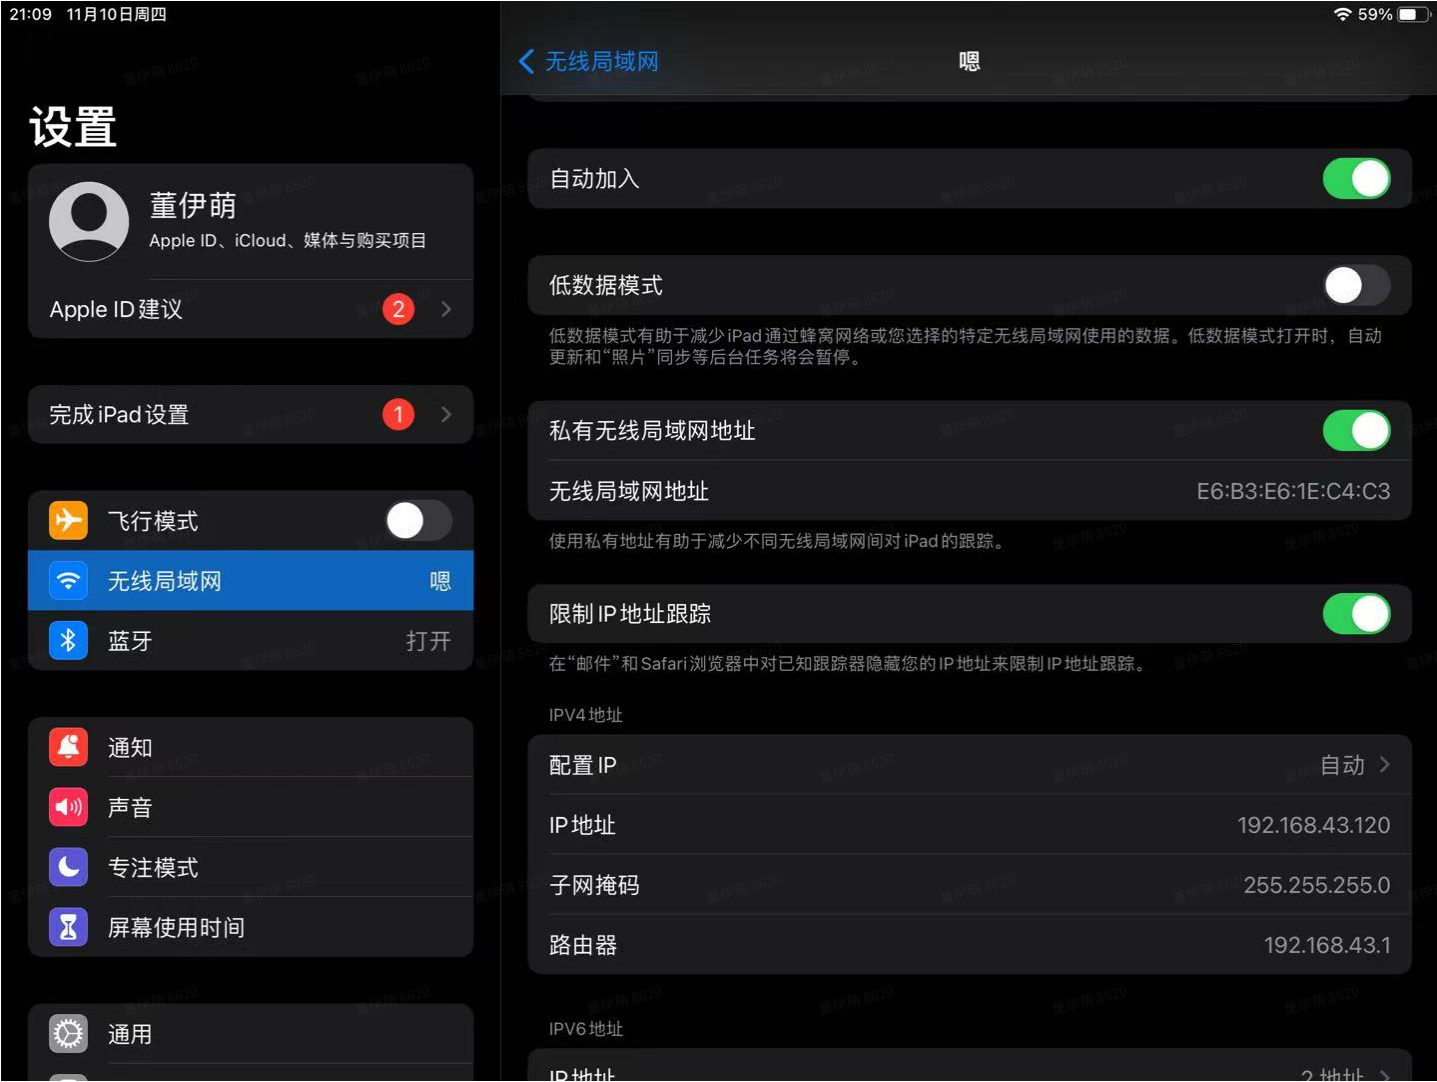 21:09 11月10日周四
59%
设置
董伊萌
Apple ID、iCloud、媒体与购买项目
Apple ID建议
2
完成iPad设置
1
飞行模式
无线局域网
嗯
蓝牙
打开
通知
声音
专注模式
屏幕使用时间
通用
无线局域网
嗯
自动加入
低数据模式
低数据模式有助于减少iPad通过蜂窝网络或您选择的特定无线局域网使用的数据。低数据模式打开时，自动
更新和“照片”同步等后台任务将会暂停。
私有无线局域网地址
无线局域网地址
E6:B3:E6:1E:C4:C3
使用私有地址有助于减少不同无线局域网间对iPad的跟踪。
限制IP地址跟踪
在“邮件”和Safari浏览器中对已知跟踪器隐藏您的IP地址来限制IP地址跟踪。
IPV4地址
配置IP
自动
IP地址
192.168.43.120
子网掩码
255.255.255.0
路由器
192.168.43.1
IPV6地址
IP地址
2 地址
董伊萌 8620